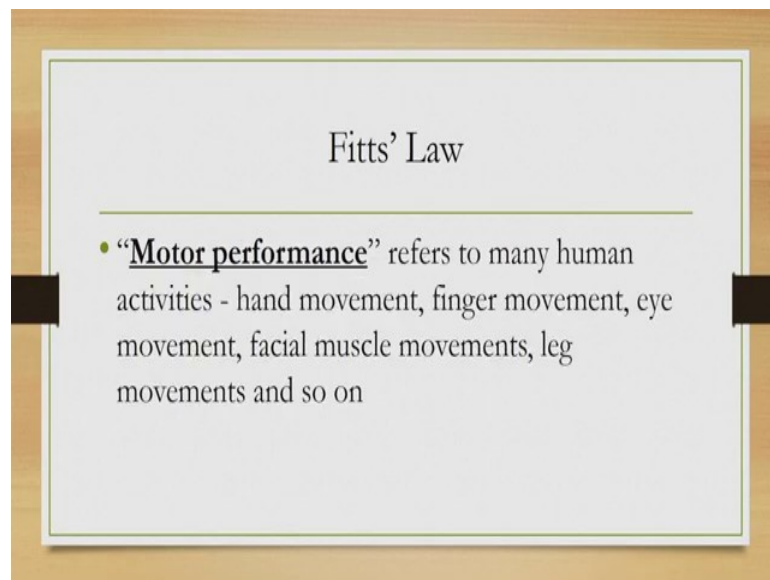 Fitts’ Law
• “Motor performance” refers to many human
activities - hand movement, finger movement, eye
movement, facial muscle movements, leg
movements and so on